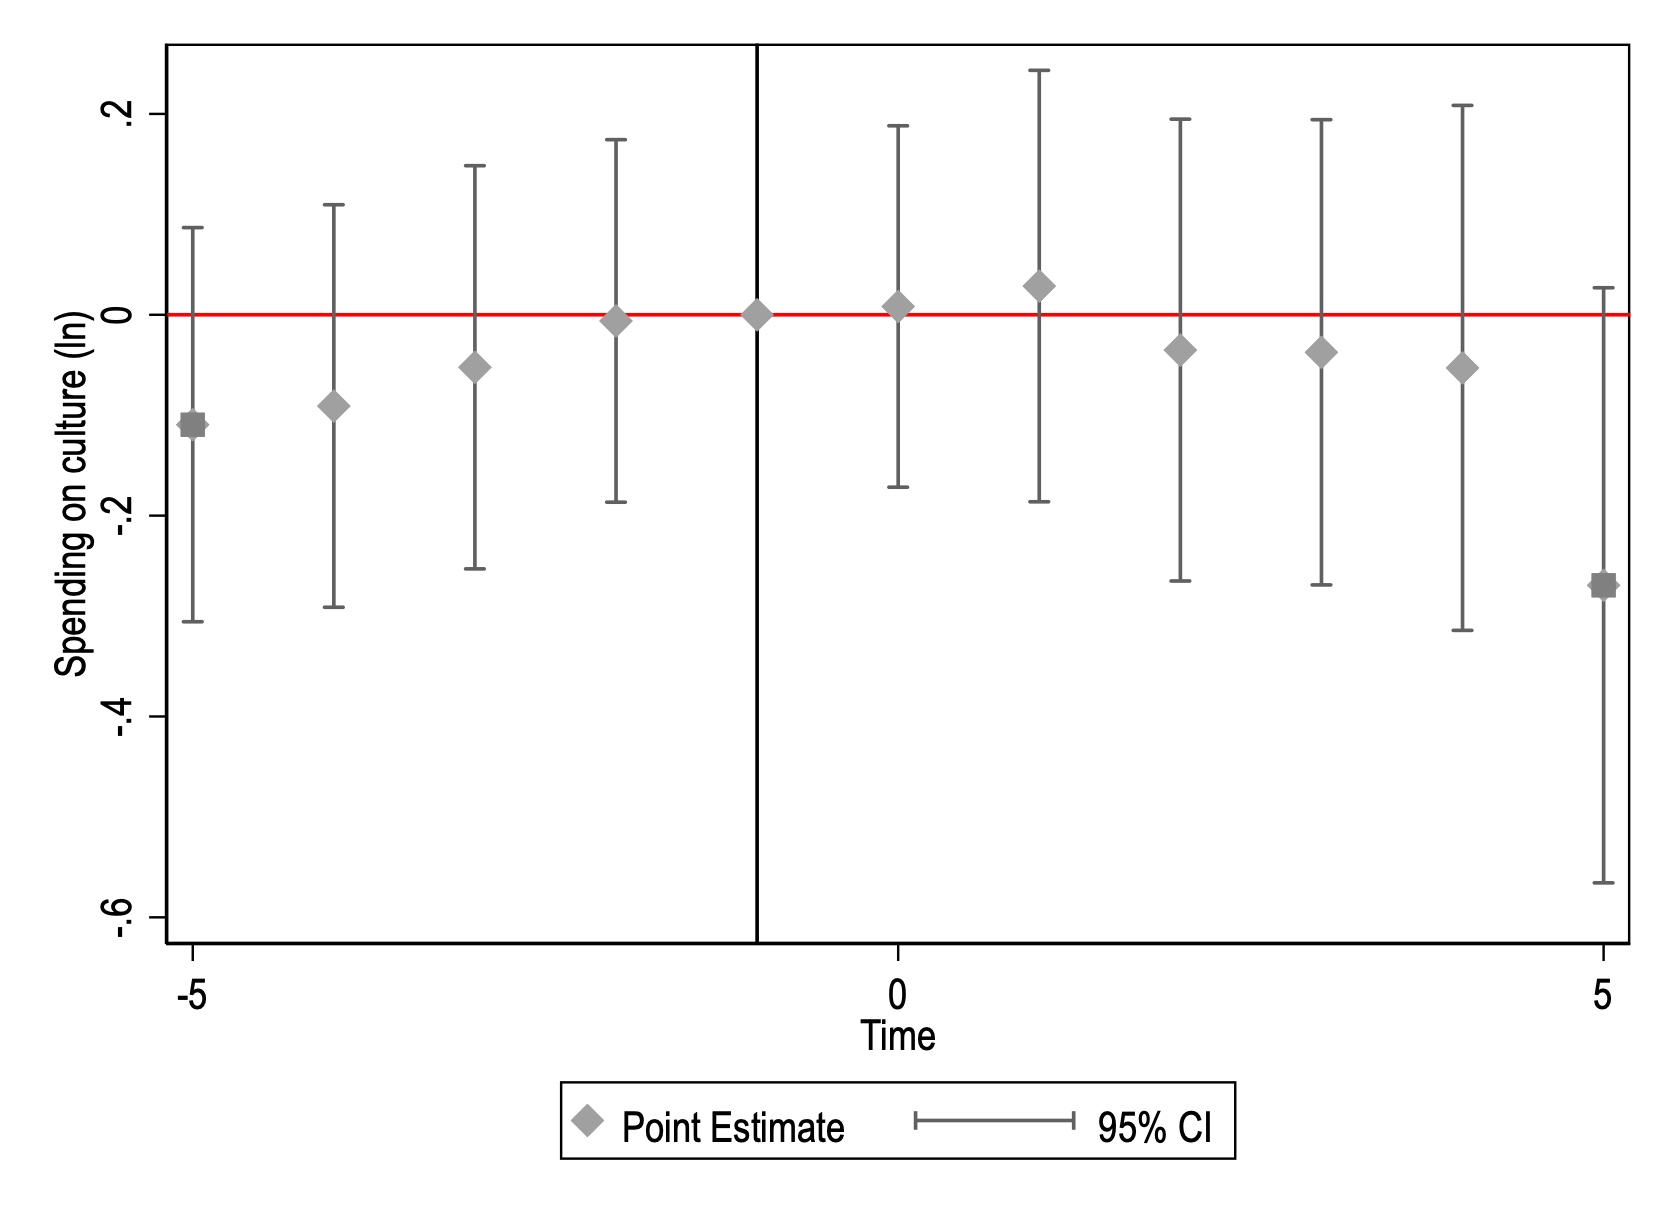 Spending on culture (ln)
.2
0
-.2
-.4
-.6
-5
0
5
Time
Point Estimate
95% CI